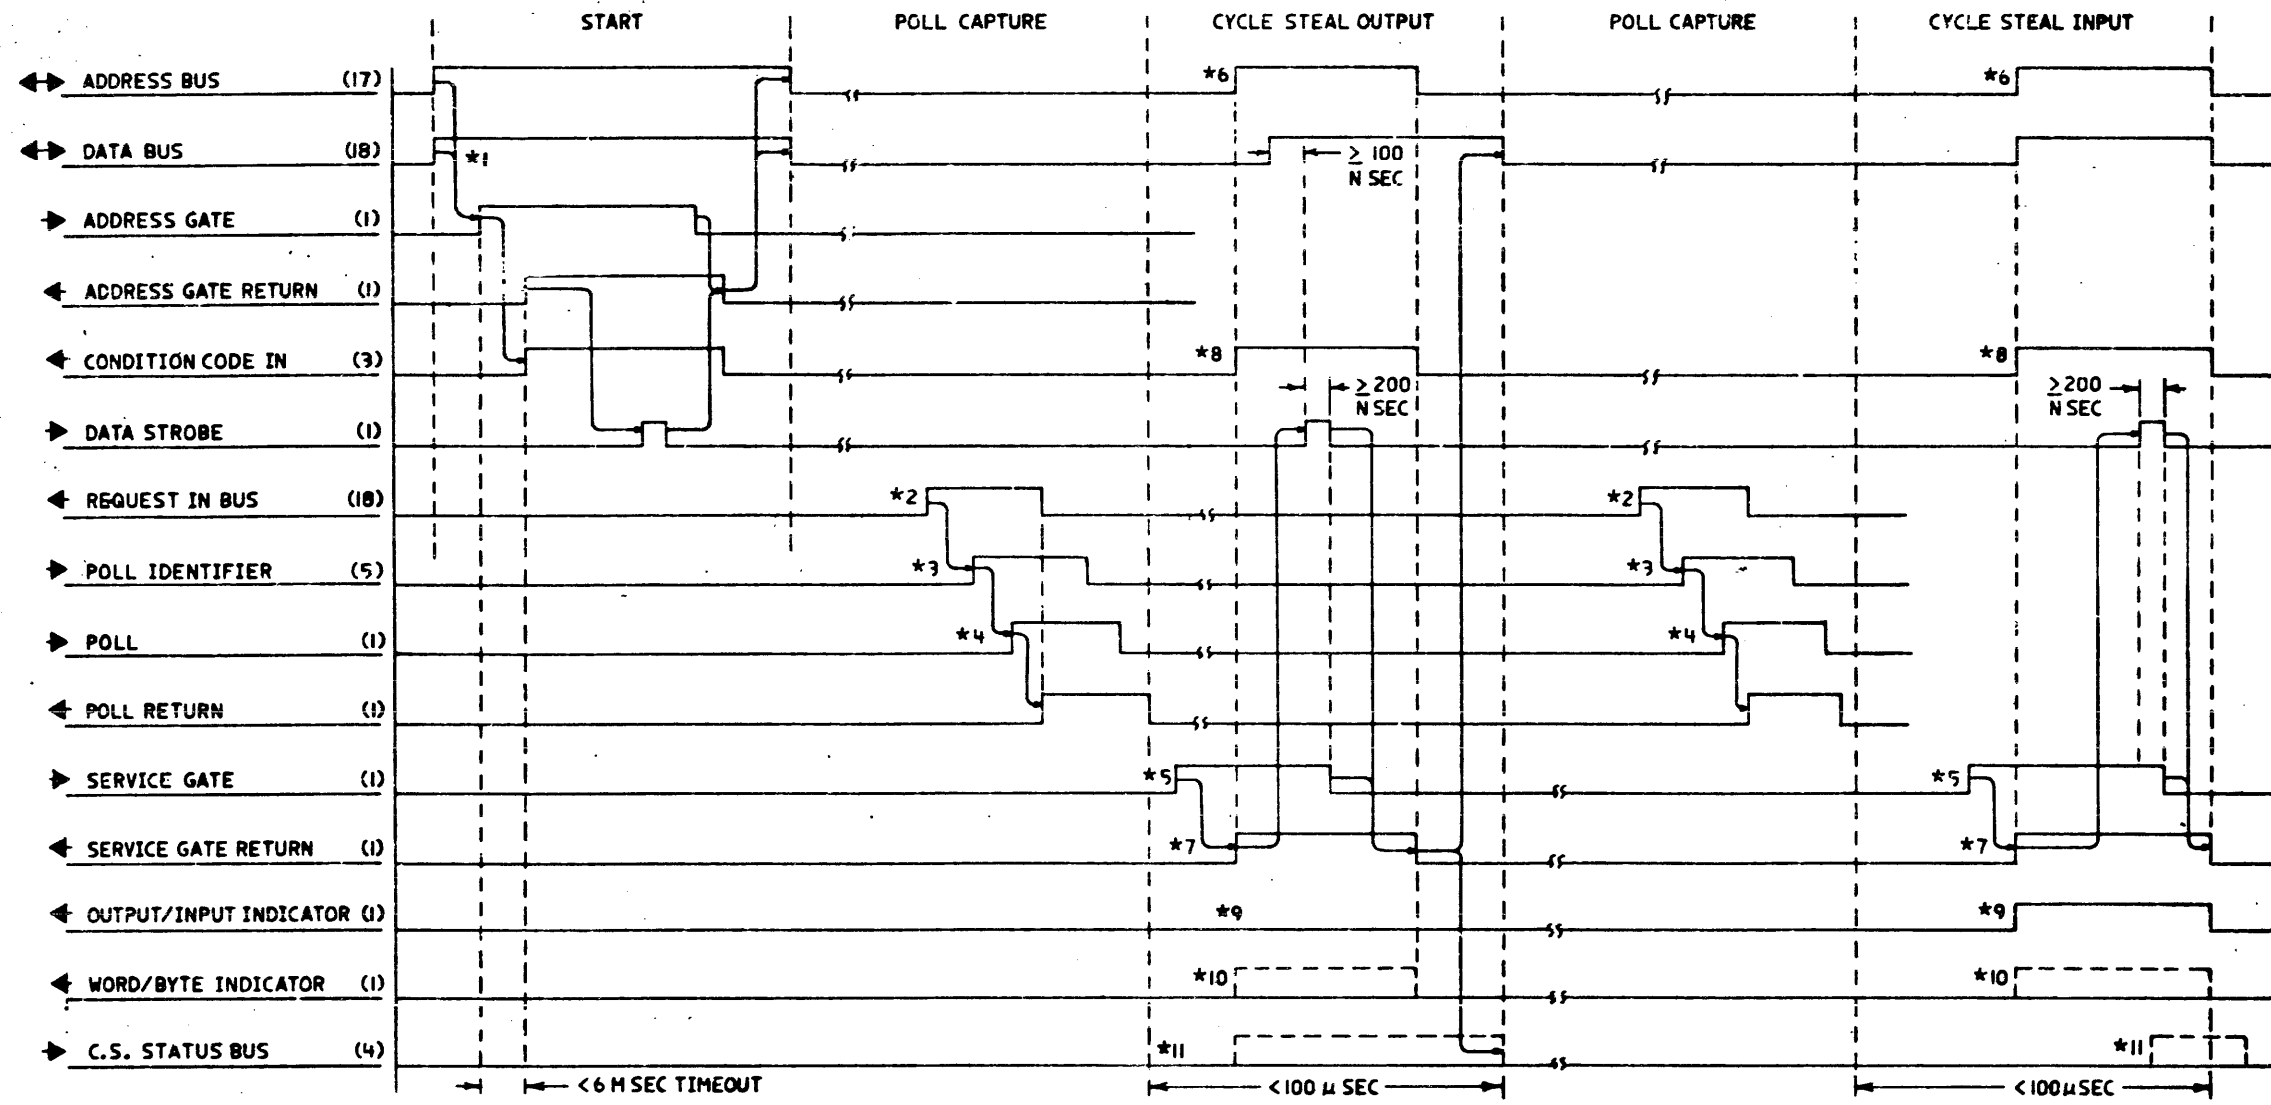 START POLL CAPTURE CYCLE STEAL OUTPUT POLL CAPTURE CYCLE STEAL INPUT
ADDRESS BUS (17) *6 *6
DATA BUS (18) *1 ≥ 100 N SEC
ADDRESS GATE (1)
ADDRESS GATE RETURN (1)
CONDITION CODE IN (3) *8 *8
≥200 N SEC ≥200 N SEC
DATA STROBE (1)
REQUEST IN BUS (18) *2 *2
POLL IDENTIFIER (5) *3 *3
POLL (1) *4 *4
POLL RETURN (1)
SERVICE GATE (1) *5 *5
SERVICE GATE RETURN (1) *7 *7
OUTPUT/INPUT INDICATOR (1) *9 *9
WORD/BYTE INDICATOR (1) *10 *10
C.S. STATUS BUS (4) *11 *11
<6 M SEC TIMEOUT <100 µ SEC <100µSEC